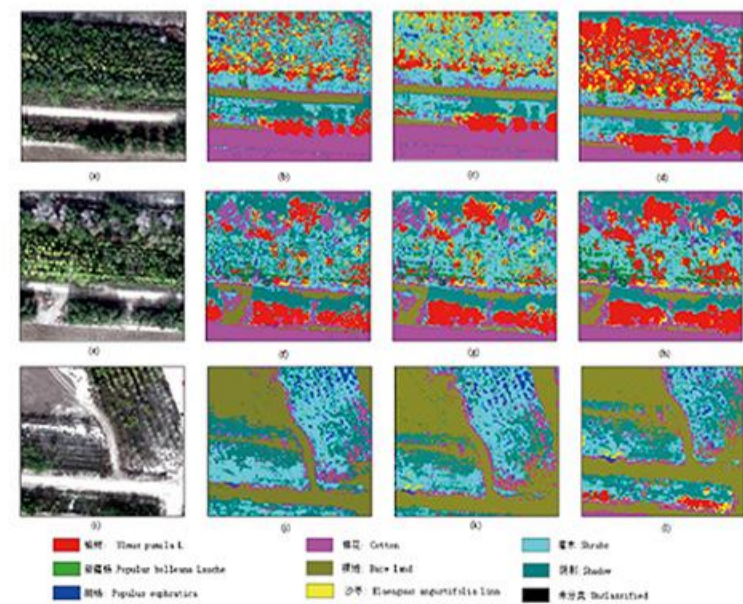 (a) (b) (c) (d)
(e) (f) (g) (h)
(i) (j) (k) (l)
榆树: Ulmus pumila L 棉花: Cotton 灌木: Shrubs
新疆杨 Populus bolleana Lauche 裸地: Bare land 阴影: Shadow
胡杨: Populus euphratica 沙枣: Elaeagnus angustifolia linn 未分类 Unclassified